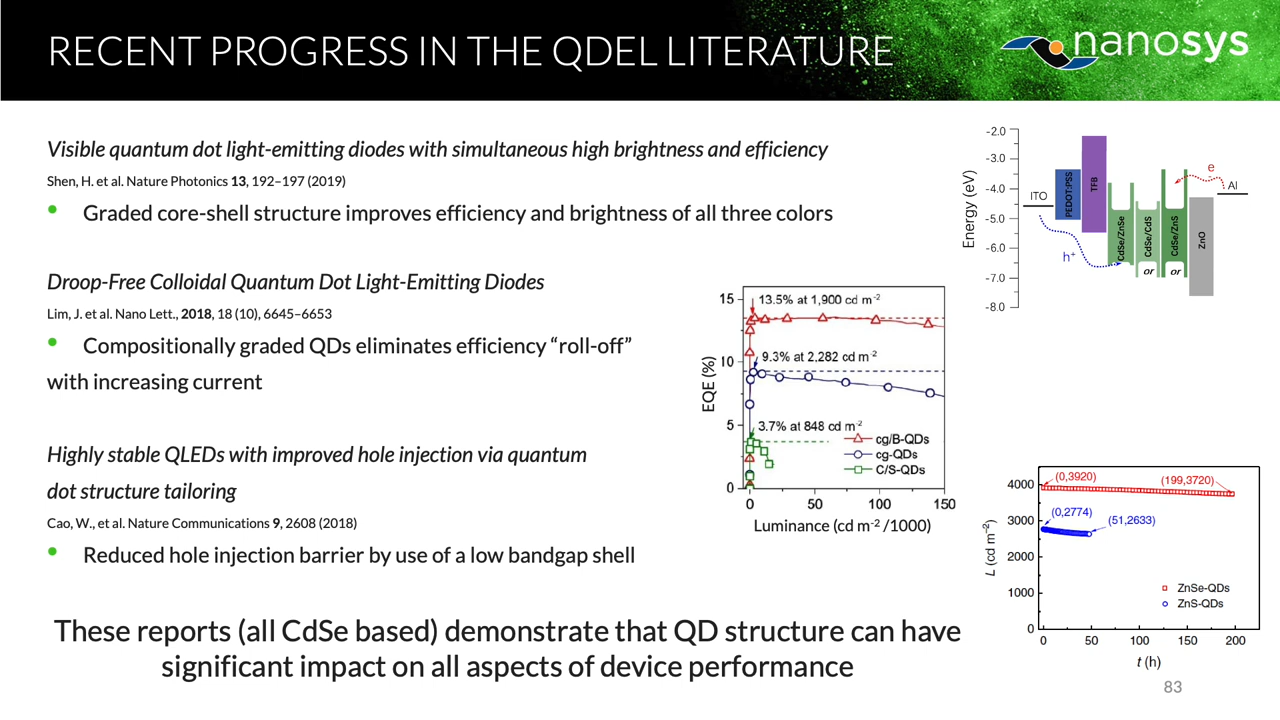 RECENT PROGRESS IN THE QDEL LITERATURE
nanosys
Visible quantum dot light-emitting diodes with simultaneous high brightness and efficiency
Shen, H. et al. Nature Photonics 13, 192–197 (2019)
• Graded core-shell structure improves efficiency and brightness of all three colors
Droop-Free Colloidal Quantum Dot Light-Emitting Diodes
Lim, J. et al. Nano Lett., 2018, 18 (10), 6645–6653
• Compositionally graded QDs eliminates efficiency “roll-off”
with increasing current
Highly stable QLEDs with improved hole injection via quantum
dot structure tailoring
Cao, W., et al. Nature Communications 9, 2608 (2018)
• Reduced hole injection barrier by use of a low bandgap shell
These reports (all CdSe based) demonstrate that QD structure can have
significant impact on all aspects of device performance
Energy (eV)
-2.0
-3.0
-4.0
-5.0
-6.0
-7.0
-8.0
ITO
PEDOT:PSS
TFB
CdSe/ZnSe
CdSe/CdS
CdSe/ZnS
or
or
ZnO
Al
e-
h+
EQE (%)
15
10
5
0
13.5% at 1,900 cd m-2
9.3% at 2,282 cd m-2
3.7% at 848 cd m-2
cg/B-QDs
cg-QDs
C/S-QDs
0 50 100 150
Luminance (cd m-2 /1000)
L (cd m-2)
4000
3000
2000
1000
0
(0,3920)
(199,3720)
(0,2774)
(51,2633)
ZnSe-QDs
ZnS-QDs
0 50 100 150 200
t (h)
83